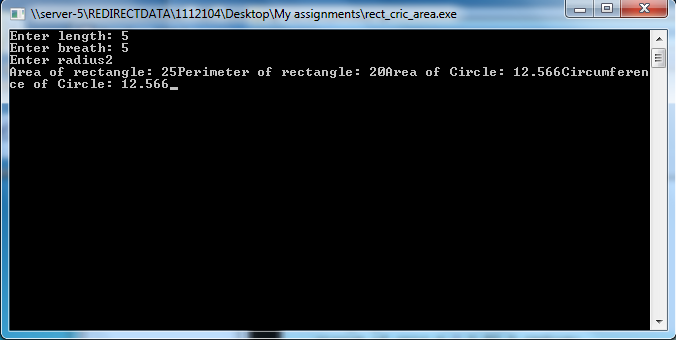 \\server-5\REDIRECTDATA\1112104\Desktop\My assignments\rect_cric_area.exe
Enter length: 5
Enter breath: 5
Enter radius2
Area of rectangle: 25Perimeter of rectangle: 20Area of Circle: 12.566Circumferen
ce of Circle: 12.566